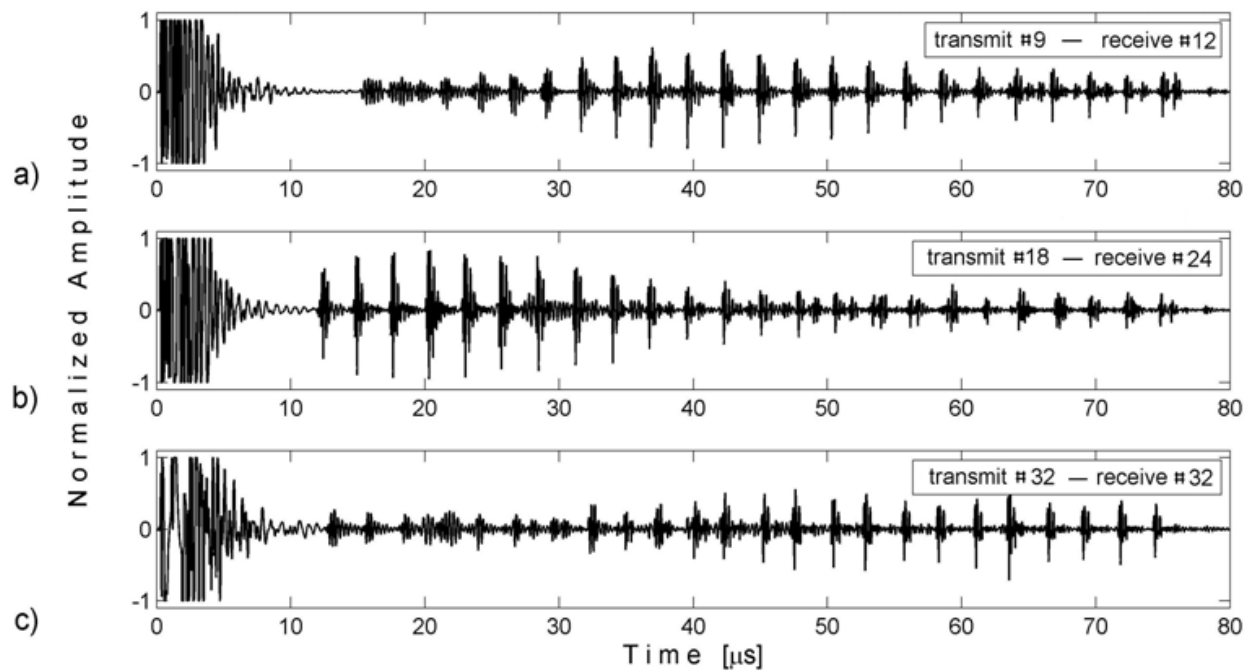 1
0
-1
transmit #9 — receive #12
a)
0 10 20 30 40 50 60 70 80
1
0
-1
transmit #18 — receive #24
b)
0 10 20 30 40 50 60 70 80
1
0
-1
transmit #32 — receive #32
c)
0 10 20 30 40 50 60 70 80
Normalized Amplitude
Time [μs]